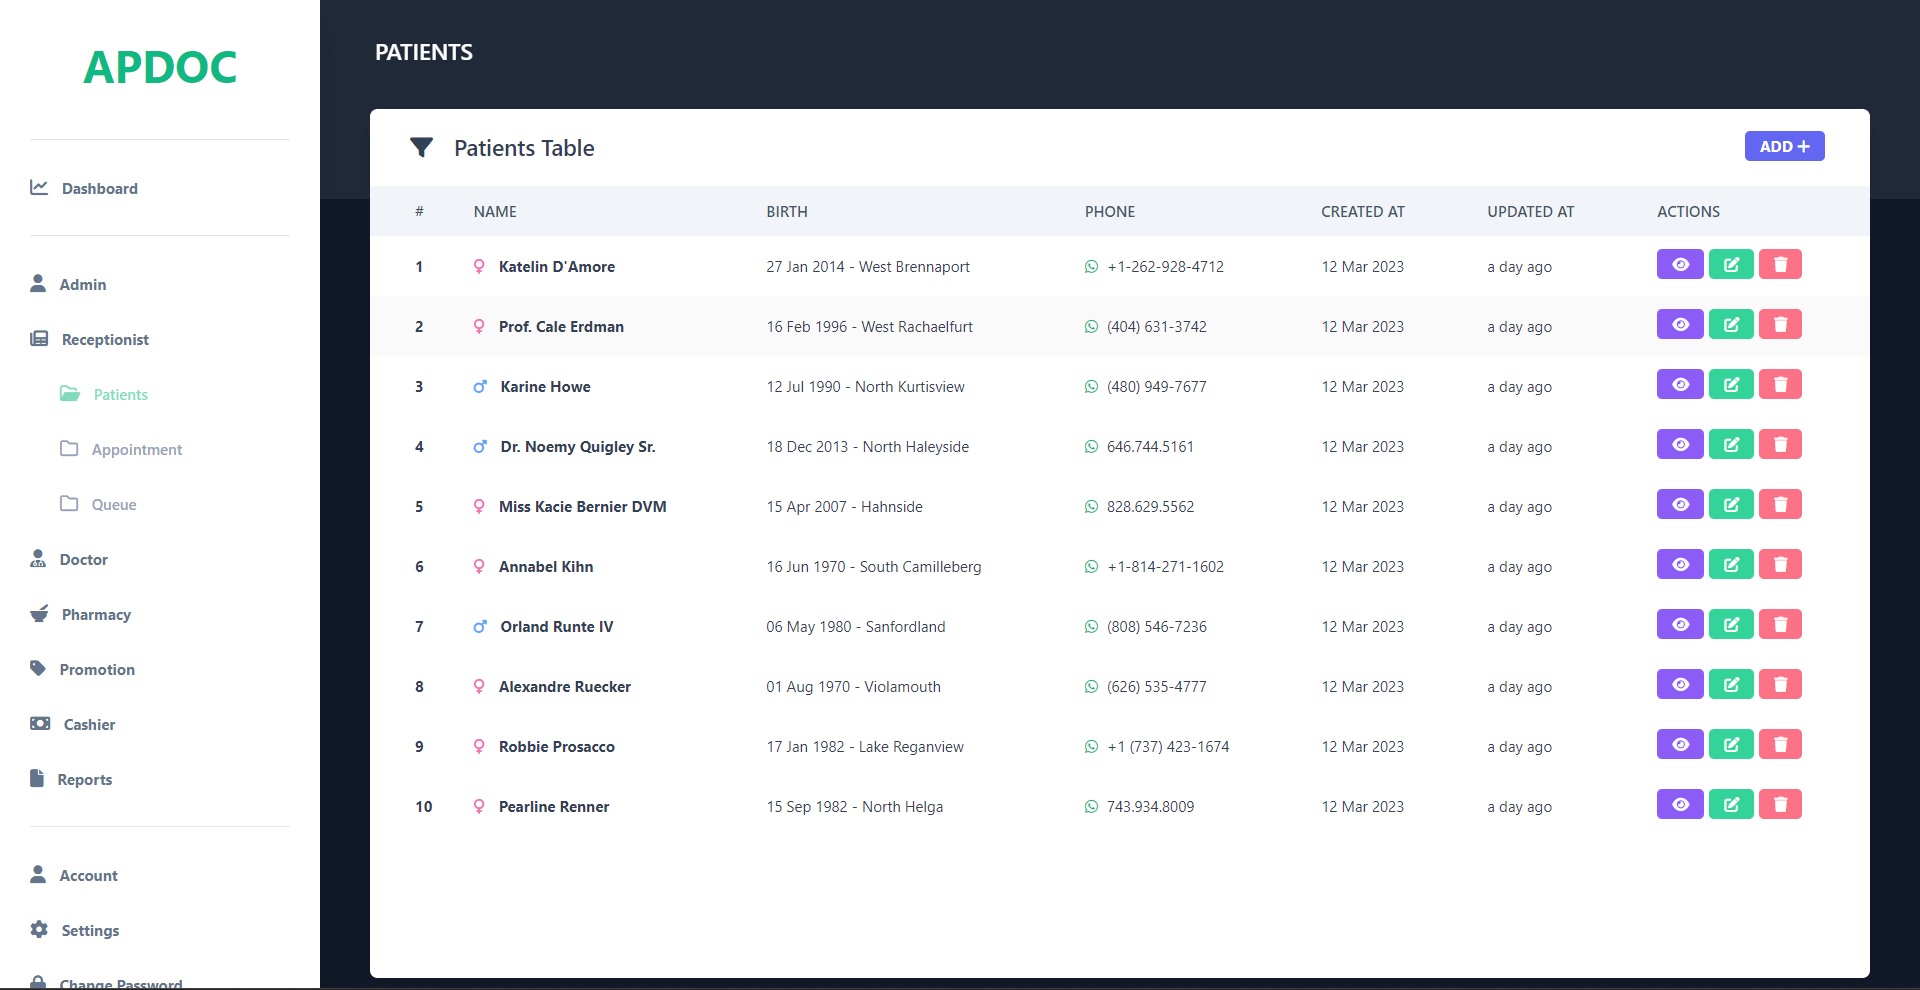 APDOC
Dashboard
Admin
Receptionist
Patients
Appointment
Queue
Doctor
Pharmacy
Promotion
Cashier
Reports
Account
Settings
Change Password
PATIENTS
Patients Table
ADD
# NAME BIRTH PHONE CREATED AT UPDATED AT ACTIONS
1 Katelin D'Amore 27 Jan 2014 - West Brennaport +1-262-928-4712 12 Mar 2023 a day ago
2 Prof. Cale Erdman 16 Feb 1996 - West Rachaelfurt (404) 631-3742 12 Mar 2023 a day ago
3 Karine Howe 12 Jul 1990 - North Kurtisview (480) 949-7677 12 Mar 2023 a day ago
4 Dr. Noemy Quigley Sr. 18 Dec 2013 - North Haleyside 646.744.5161 12 Mar 2023 a day ago
5 Miss Kacie Bernier DVM 15 Apr 2007 - Hahnside 828.629.5562 12 Mar 2023 a day ago
6 Annabel Kihn 16 Jun 1970 - South Camilleberg +1-814-271-1602 12 Mar 2023 a day ago
7 Orland Runte IV 06 May 1980 - Sanfordland (808) 546-7236 12 Mar 2023 a day ago
8 Alexandre Ruecker 01 Aug 1970 - Violamouth (626) 535-4777 12 Mar 2023 a day ago
9 Robbie Prosacco 17 Jan 1982 - Lake Reganview +1 (737) 423-1674 12 Mar 2023 a day ago
10 Pearline Renner 15 Sep 1982 - North Helga 743.934.8009 12 Mar 2023 a day ago